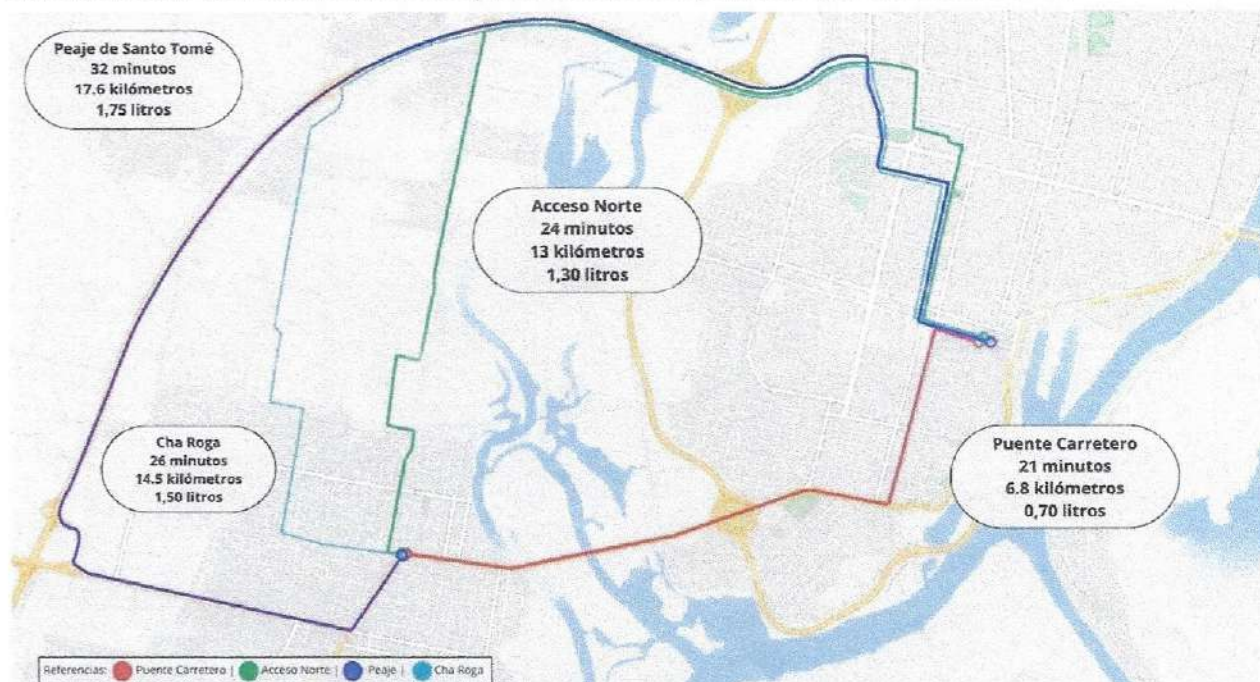 Peaje de Santo Tomé
32 minutos
17.6 kilómetros
1,75 litros
Acceso Norte
24 minutos
13 kilómetros
1,30 litros
Cha Roga
26 minutos
14.5 kilómetros
1,50 litros
Puente Carretero
21 minutos
6.8 kilómetros
0,70 litros
Referencias: Puente Carretero | Acceso Norte | Peaje | Cha Roga